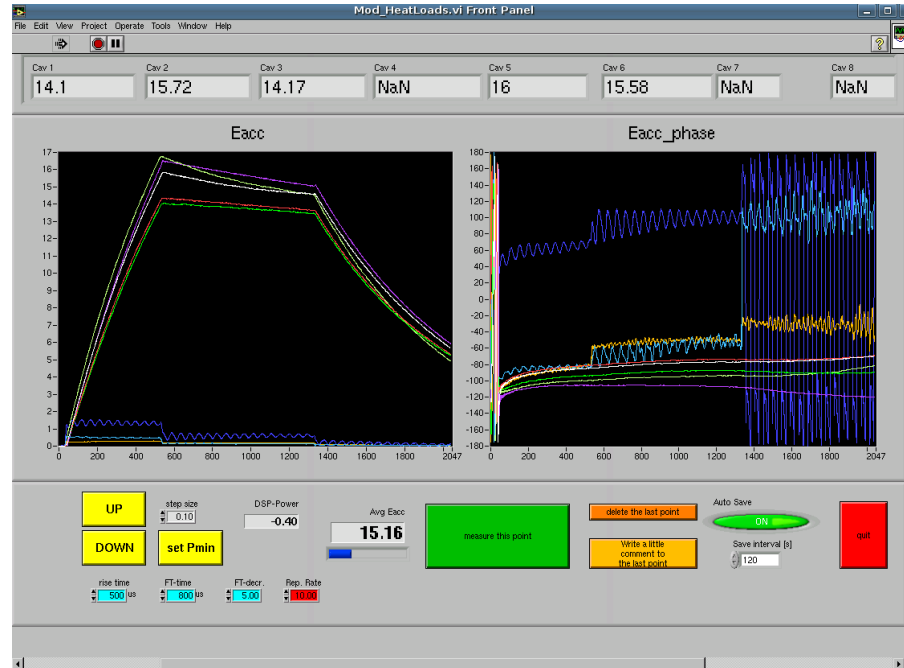 Mod_HeatLoads.vi Front Panel
File Edit View Project Operate Tools Window Help
Cav 1 Cav 2 Cav 3 Cav 4 Cav 5 Cav 6 Cav 7 Cav 8
14.1 15.72 14.17 NaN 16 15.58 NaN NaN
Eacc
17-
16-
15-
14-
13-
12-
11-
10-
9-
8-
7-
6-
5-
4-
3-
2-
1-
0-
0 200 400 600 800 1000 1200 1400 1600 1800 2047
Eacc_phase
180-
160-
140-
120-
100-
80-
60-
40-
20-
0-
-20-
-40-
-60-
-80-
-100-
-120-
-140-
-160-
-180-
0 200 400 600 800 1000 1200 1400 1600 1800 2047
UP
DOWN
step size
0.10
set Pmin
DSP-Power
-0.40
rise time FT-time FT-decr. Rep. Rate
500 us 800 us 5.00 10.00
Avg Eacc
15.16
measure this point
delete the last point
Write a little
comment to
the last point
Auto Save
ON
Save interval [s]
120
quit